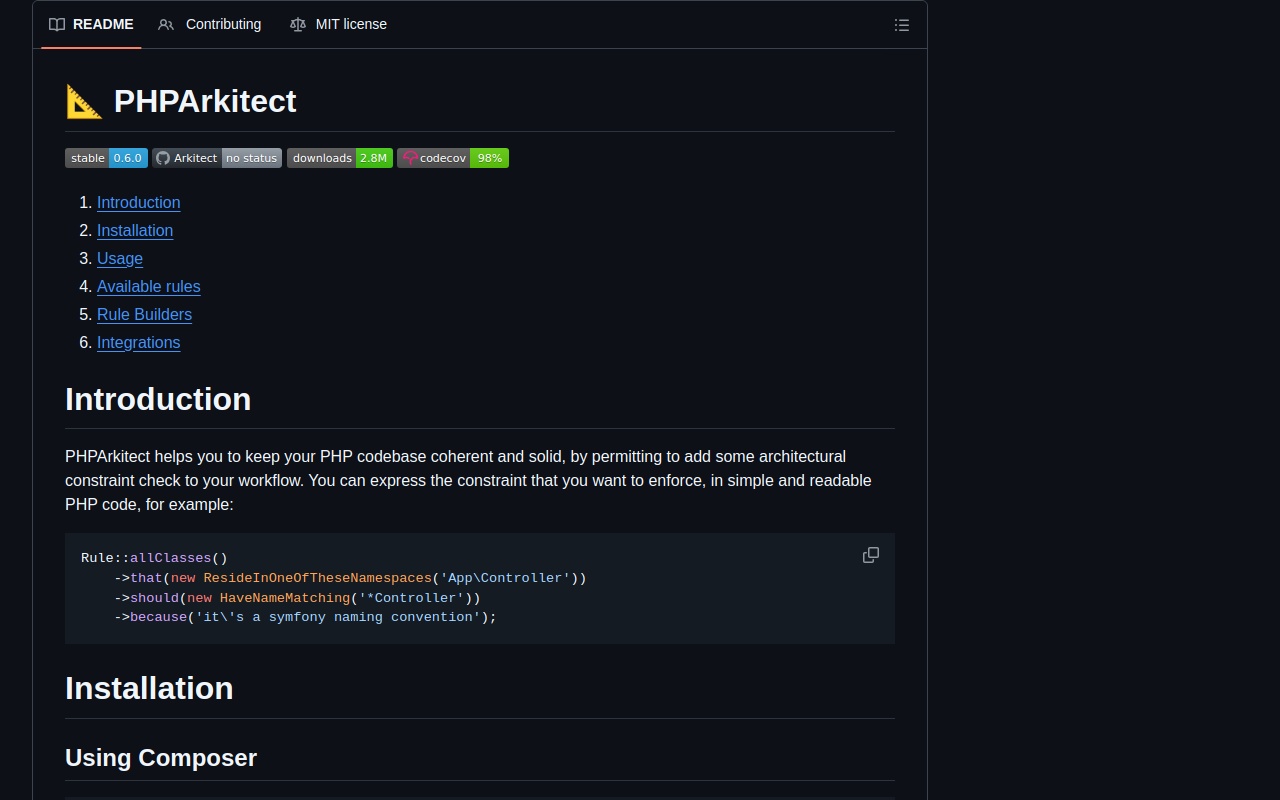 README Contributing MIT license
📐 PHPArkitect
stable 0.6.0 Arkitect no status downloads 2.8M codecov 98%
1. Introduction
2. Installation
3. Usage
4. Available rules
5. Rule Builders
6. Integrations
Introduction
PHPArkitect helps you to keep your PHP codebase coherent and solid, by permitting to add some architectural
constraint check to your workflow. You can express the constraint that you want to enforce, in simple and readable
PHP code, for example:
Rule::allClasses()
    ->that(new ResideInOneOfTheseNamespaces('App\Controller'))
    ->should(new HaveNameMatching('*Controller'))
    ->because('it\'s a symfony naming convention');
Installation
Using Composer